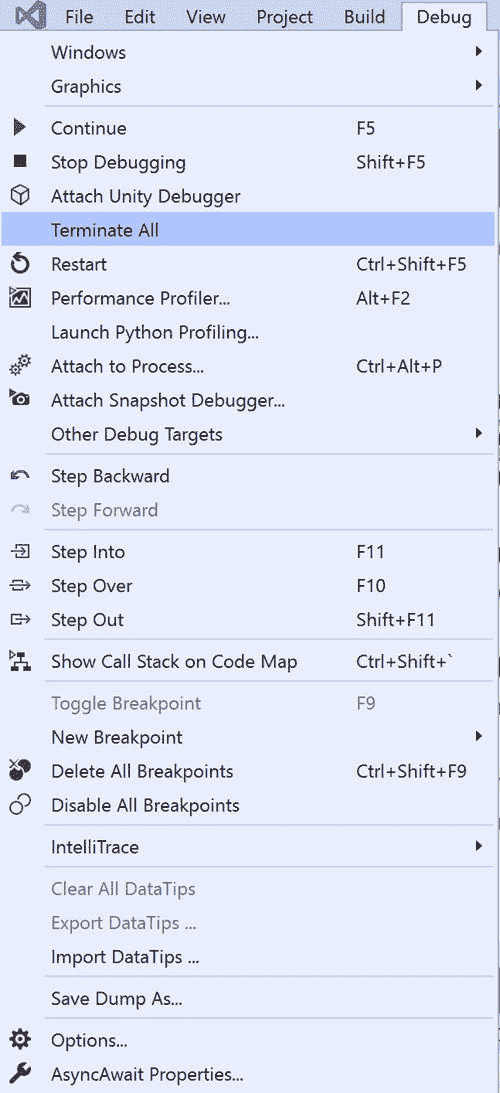 File Edit View Project Build Debug
Windows
Graphics
Continue F5
Stop Debugging Shift+F5
Attach Unity Debugger
Terminate All
Restart Ctrl+Shift+F5
Performance Profiler... Alt+F2
Launch Python Profiling...
Attach to Process... Ctrl+Alt+P
Attach Snapshot Debugger...
Other Debug Targets
Step Backward
Step Forward
Step Into F11
Step Over F10
Step Out Shift+F11
Show Call Stack on Code Map Ctrl+Shift+`
Toggle Breakpoint F9
New Breakpoint
Delete All Breakpoints Ctrl+Shift+F9
Disable All Breakpoints
IntelliTrace
Clear All DataTips
Export DataTips ...
Import DataTips ...
Save Dump As...
Options...
AsyncAwait Properties...